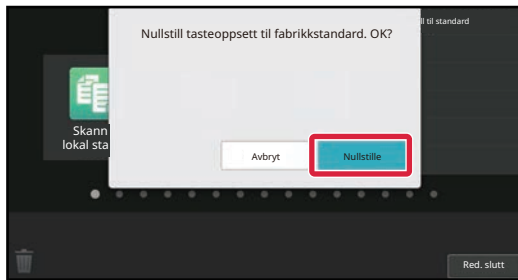 ll til standard
Nullstill tasteoppsett til fabrikkstandard. OK?
Skann
lokal sta
Avbryt
Nullstille
Red. slutt